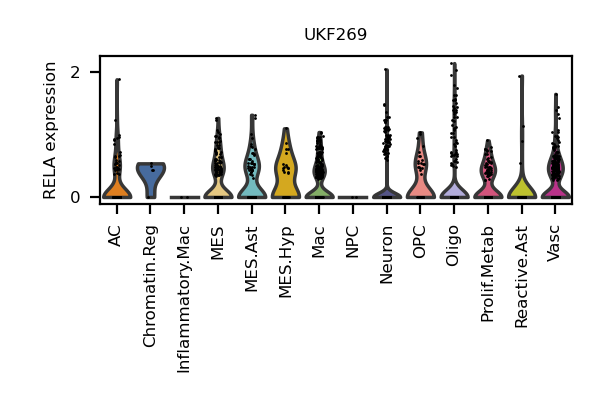 UKF269
RELA expression
2
0
AC
Chromatin.Reg
Inflammatory.Mac
MES
MES.Ast
MES.Hyp
Mac
NPC
Neuron
OPC
Oligo
Prolif.Metab
Reactive.Ast
Vasc